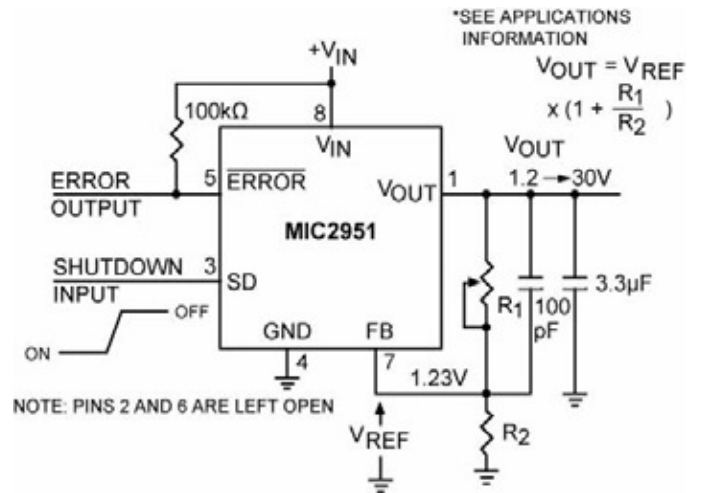 *SEE APPLICATIONS
INFORMATION
+VIN
VOUT = VREF
x (1 + R1
R2 )
100kΩ
8
VIN
VOUT
1.2 → 30V
ERROR
OUTPUT
5
ERROR
VOUT
1
MIC2951
SHUTDOWN
INPUT
3
SD
R1
100
pF
3.3µF
OFF
ON
GND
FB
4
7
1.23V
NOTE: PINS 2 AND 6 ARE LEFT OPEN
VREF
R2